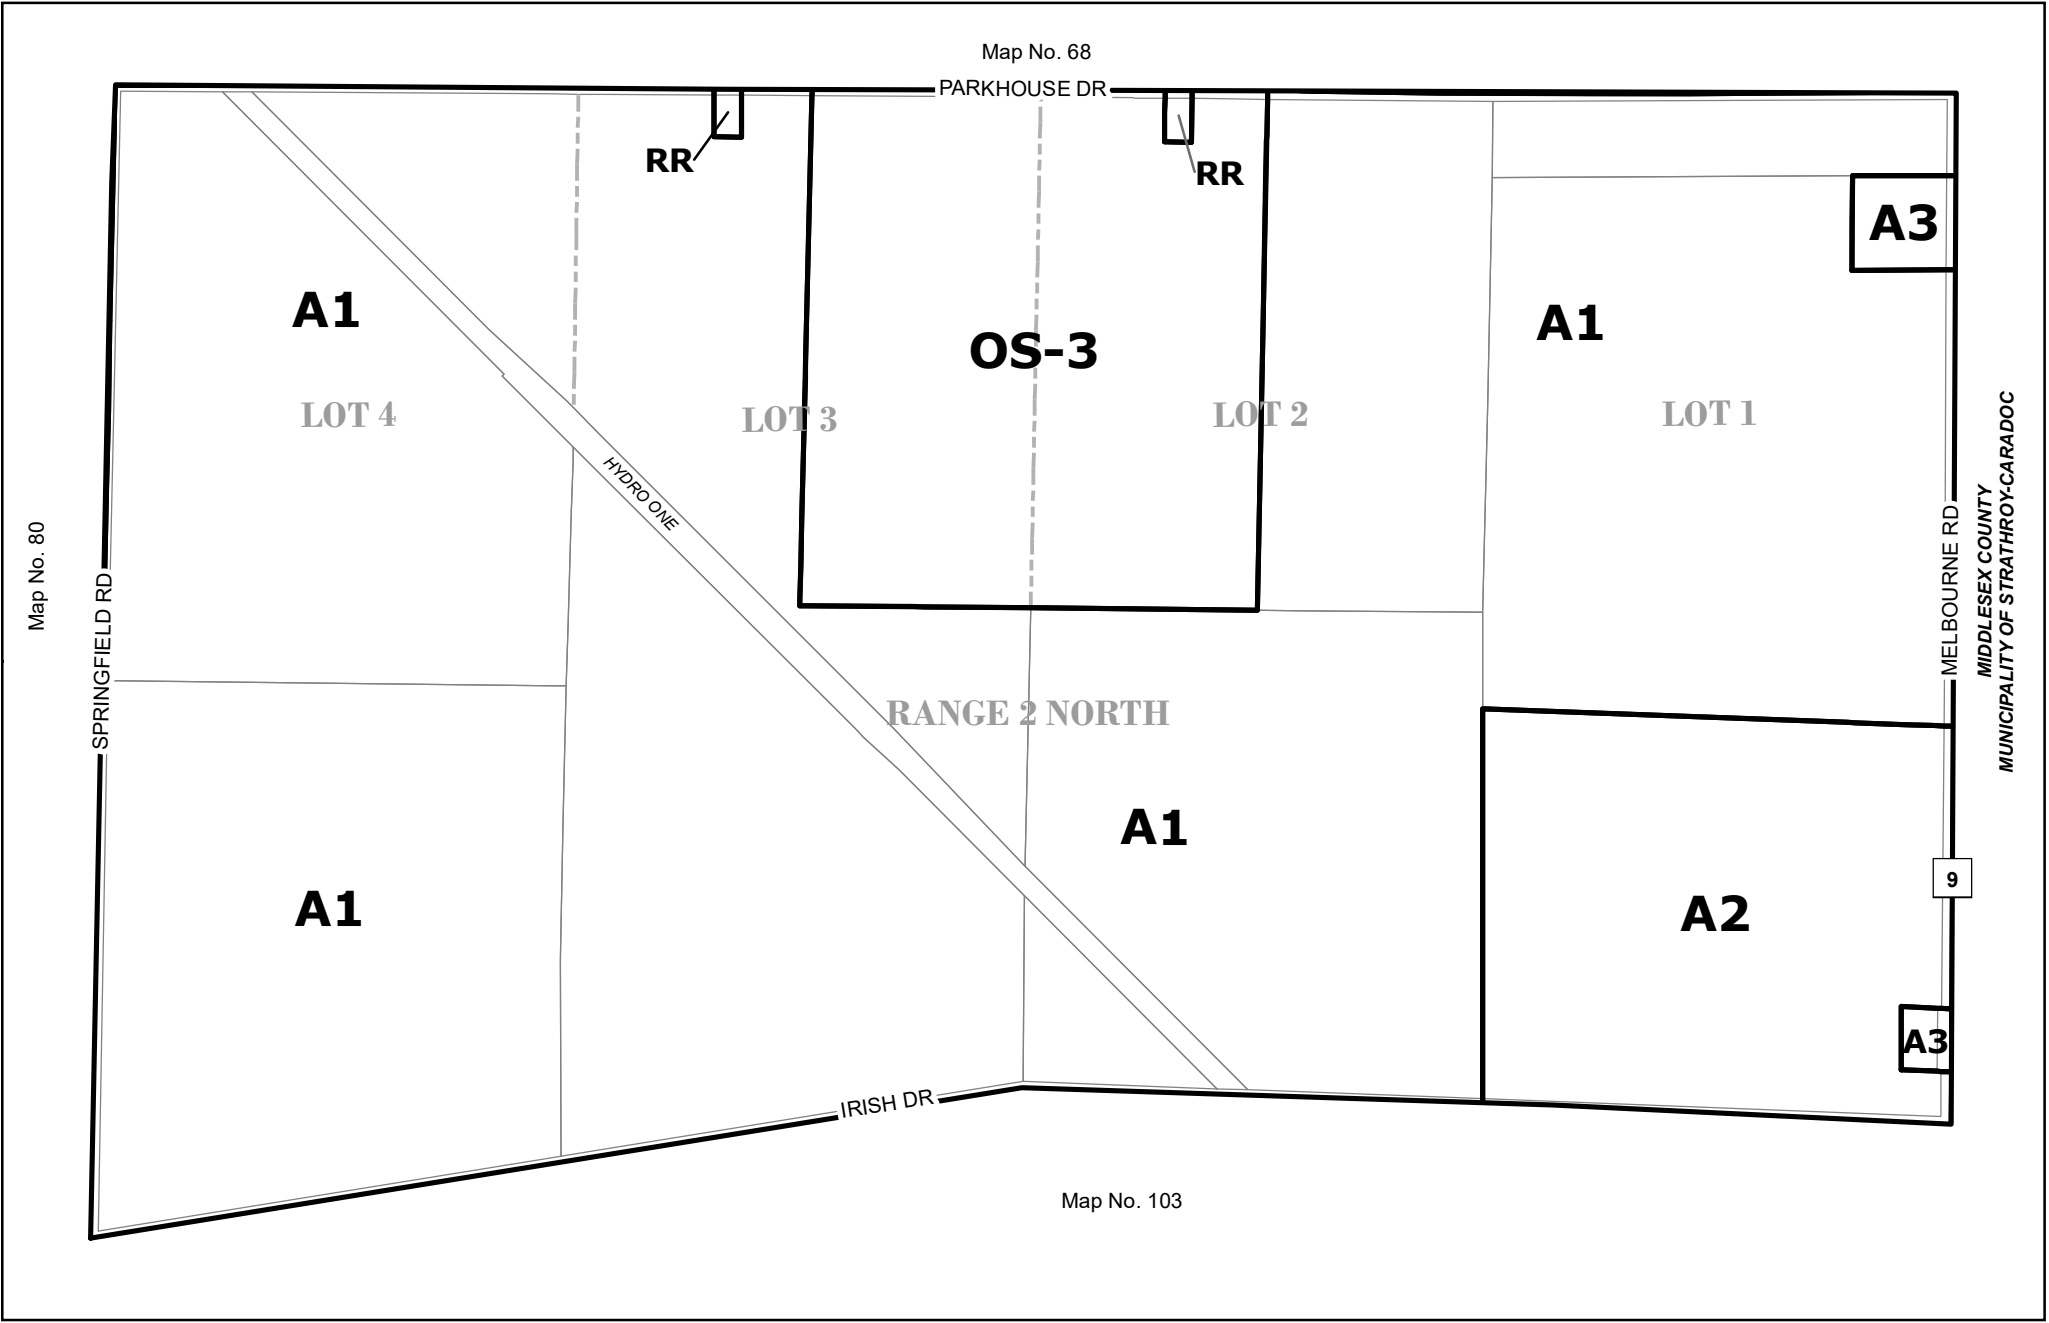 Map No. 68
PARKHOUSE DR
RR
RR
A3
A1
A1
OS-3
LOT 4
LOT 3
LOT 2
LOT 1
HYDRO ONE
Map No. 80
SPRINGFIELD RD
MELBOURNE RD
MIDDLESEX COUNTY
MUNICIPALITY OF STRATHROY-CARADOC
RANGE 2 NORTH
A1
A1
A2
9
A3
IRISH DR
Map No. 103